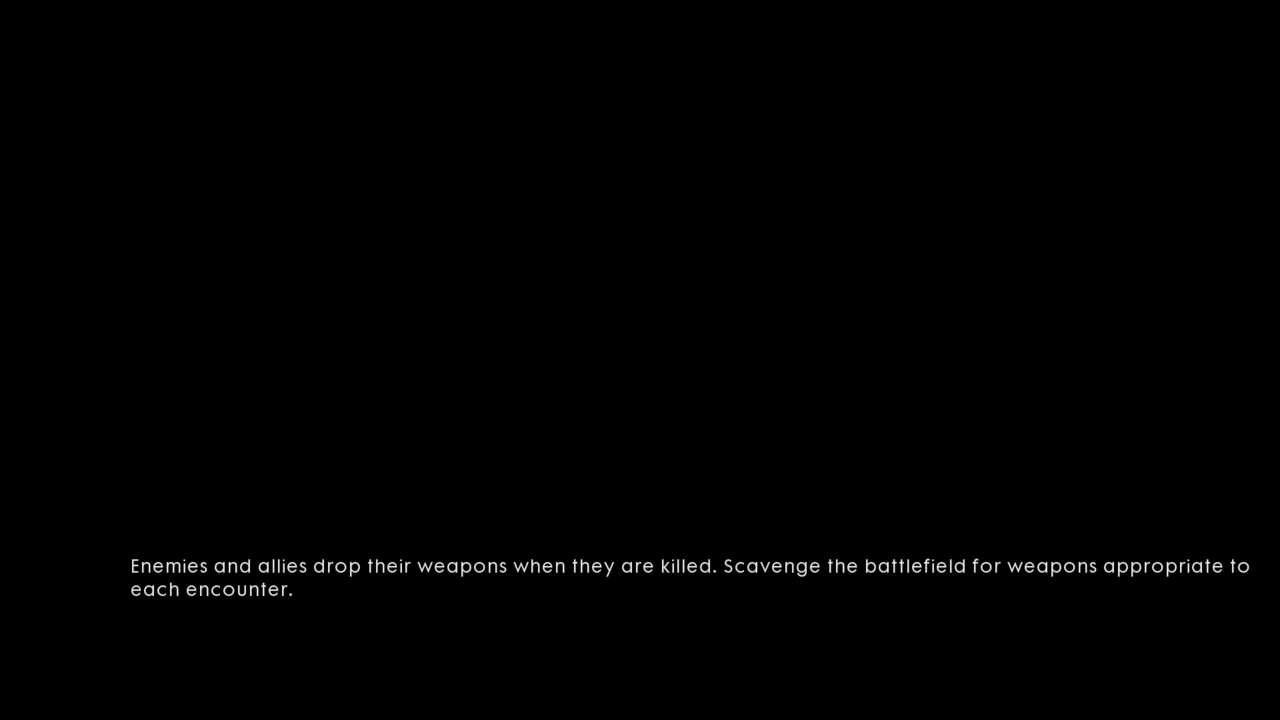 Enemies and allies drop their weapons when they are killed. Scavenge the battlefield for weapons appropriate to
each encounter.